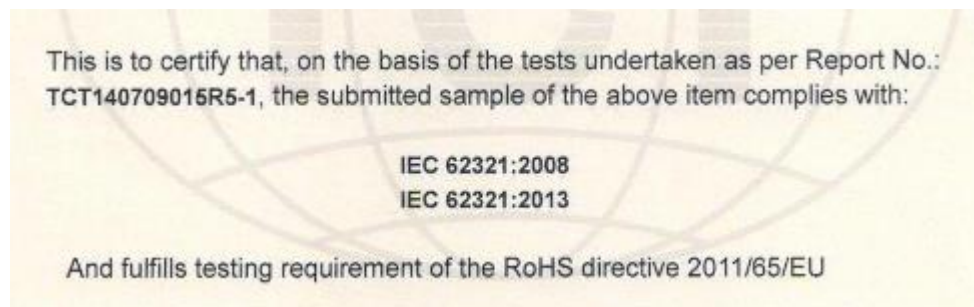 This is to certify that, on the basis of the tests undertaken as per Report No.:
TCT140709015R5-1, the submitted sample of the above item complies with:
IEC 62321:2008
IEC 62321:2013
And fulfills testing requirement of the RoHS directive 2011/65/EU